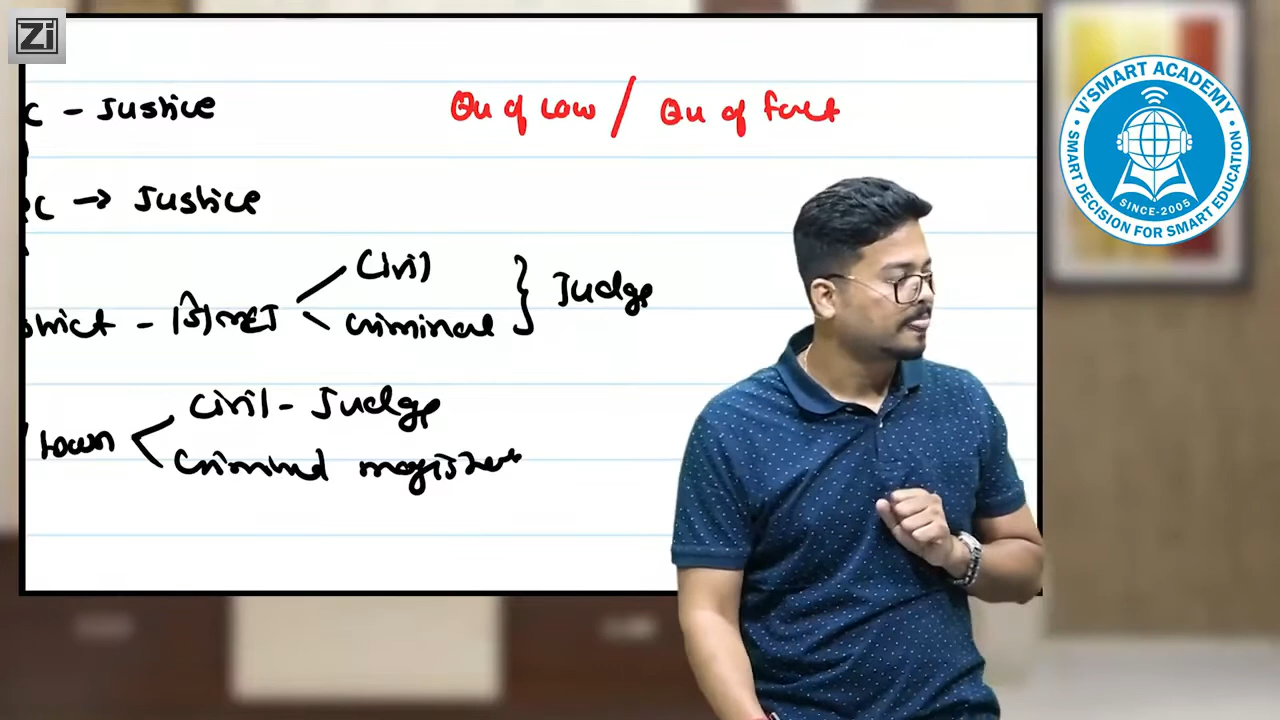 Zi
C - Justice
Qu of Law / Qu of fact
C → Justice
Civil
strict -
Criminal } Judge
Civil - Judge
town
Criminal magistrate
V'SMART ACADEMY
SINCE-2005
SMART DECISION FOR SMART EDUCATION